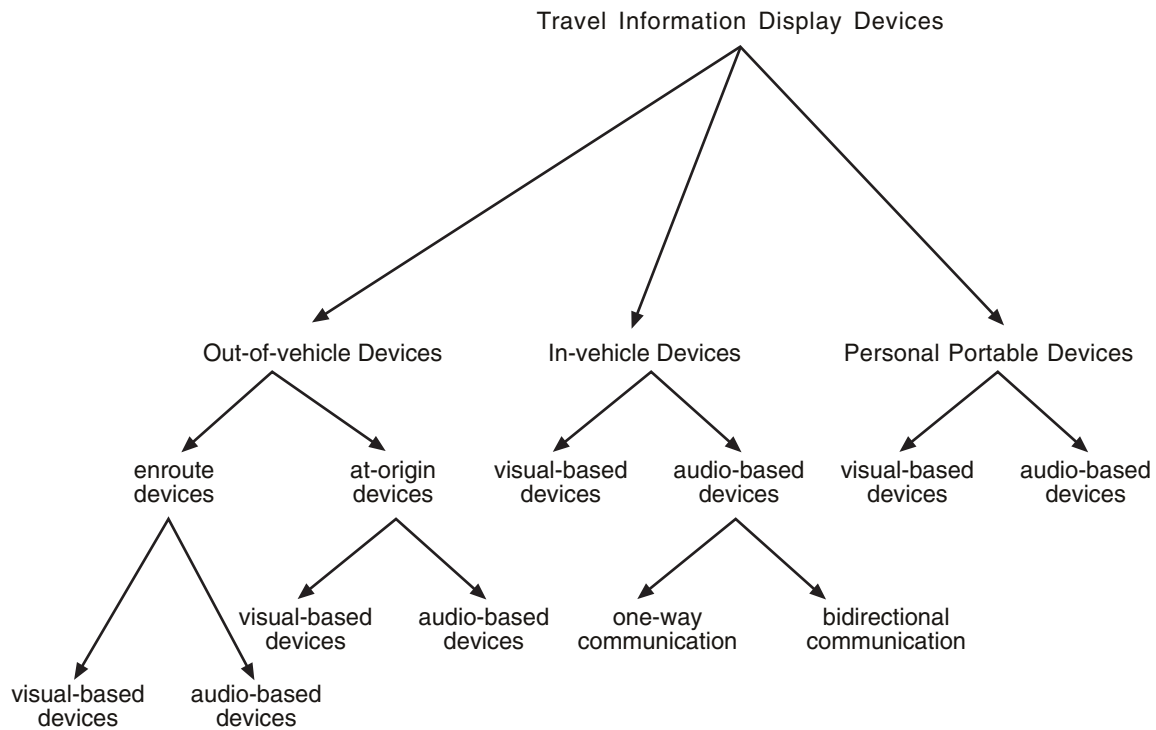 Travel Information Display Devices
Out-of-vehicle Devices
In-vehicle Devices
Personal Portable Devices
enroute
devices
at-origin
devices
visual-based
devices
audio-based
devices
visual-based
devices
audio-based
devices
visual-based
devices
audio-based
devices
one-way
communication
bidirectional
communication
visual-based
devices
audio-based
devices